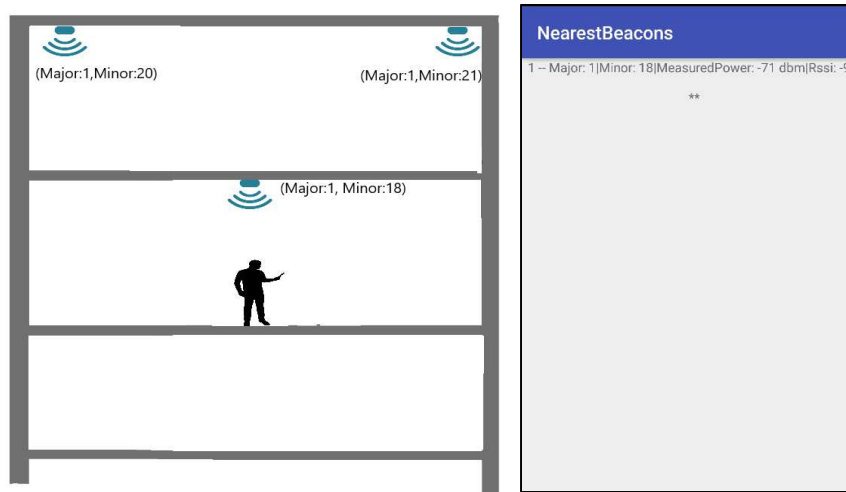 (Major:1,Minor:20)
(Major:1,Minor:21)
(Major:1, Minor:18)
NearestBeacons
1 -- Major: 1|Minor: 18|MeasuredPower: -71 dbm|Rssi: -9
**